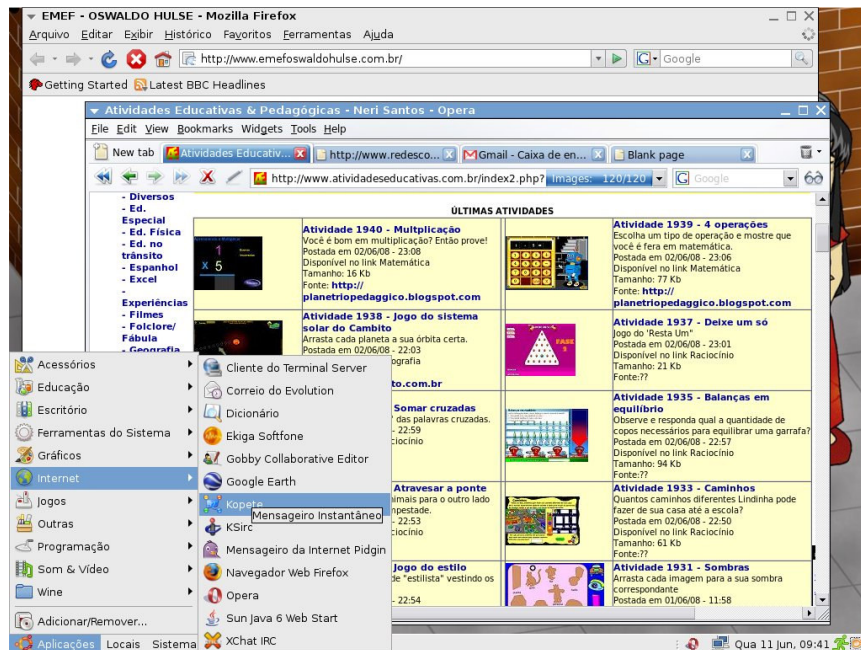 EMEF - OSWALDO HULSE - Mozilla Firefox
Arquivo Editar Exibir Histórico Favoritos Ferramentas Ajuda
http://www.emefoswaldohulse.com.br/
Google
Getting Started Latest BBC Headlines
Atividades Educativas & Pedagógicas - Neri Santos - Opera
File Edit View Bookmarks Widgets Tools Help
New tab Atividades Educativ... http://www.redesco... Gmail - Caixa de en... Blank page
http://www.atividadeseducativas.com.br/index2.php? Images: 120/120 Google
- Diversos
- Ed.
Especial
- Ed. Física
- Ed. no
trânsito
- Espanhol
- Excel
-
Experiências
- Filmes
- Folclore/
Fábula
- Geografia
ÚLTIMAS ATIVIDADES
1
X 5
Atividade 1940 - Multplicação
Você é bom em multiplicação? Então prove!
Postada em 02/06/08 - 23:08
Disponível no link Matemática
Tamanho: 16 Kb
Fonte: http://
planetriopedaggico.blogspot.com
Atividade 1939 - 4 operações
Escolha um tipo de operação e mostre que
você é fera em matemática.
Postada em 02/06/08 - 23:06
Disponível no link Matemática
Tamanho: 77 Kb
Fonte: http://
planetriopedaggico.blogspot.com
Atividade 1938 - Jogo do sistema
solar do Cambito
Arrasta cada planeta a sua órbita certa.
Postada em 02/06/08 - 22:03
ografia
to.com.br
FASE
Atividade 1937 - Deixe um só
Jogo do 'Resta Um"
Postada em 02/06/08 - 23:01
Disponível no link Raciocínio
Tamanho: 21 Kb
Fonte:??
Somar cruzadas
" das palavras cruzadas.
- 22:59
iocínio
Atividade 1935 - Balanças em
equilíbrio
Observe e responda qual a quantidade de
copos necessários para equilibrar uma garrafa?
Postada em 02/06/08 - 22:57
Disponível no link Raciocínio
Tamanho: 94 Kb
Fonte:??
Atravesar a ponte
imais para o outro lado
mpestade.
- 22:53
iocínio
Atividade 1933 - Caminhos
Quantos caminhos diferentes Lindinha pode
fazer de sua casa até a escola?
Postada em 02/06/08 - 22:50
Disponível no link Raciocínio
Tamanho: 61 Kb
Fonte:??
Jogo do estilo
de "estilista" vestindo os
- 22:54
Atividade 1931 - Sombras
Arrasta cada imagem para a sua sombra
correspondante
Postada em 01/06/08 - 11:58
Acessórios
Educação
Escritório
Ferramentas do Sistema
Gráficos
Internet
Jogos
Outras
Programação
Som & Vídeo
Wine
Adicionar/Remover...
Cliente do Terminal Server
Correio do Evolution
Dicionário
Ekiga Softfone
Gobby Collaborative Editor
Google Earth
Kopete
Mensageiro Instantâneo
KSirc
Mensageiro da Internet Pidgin
Navegador Web Firefox
Opera
Sun Java 6 Web Start
XChat IRC
Aplicações Locais Sistema
Qua 11 Jun, 09:41